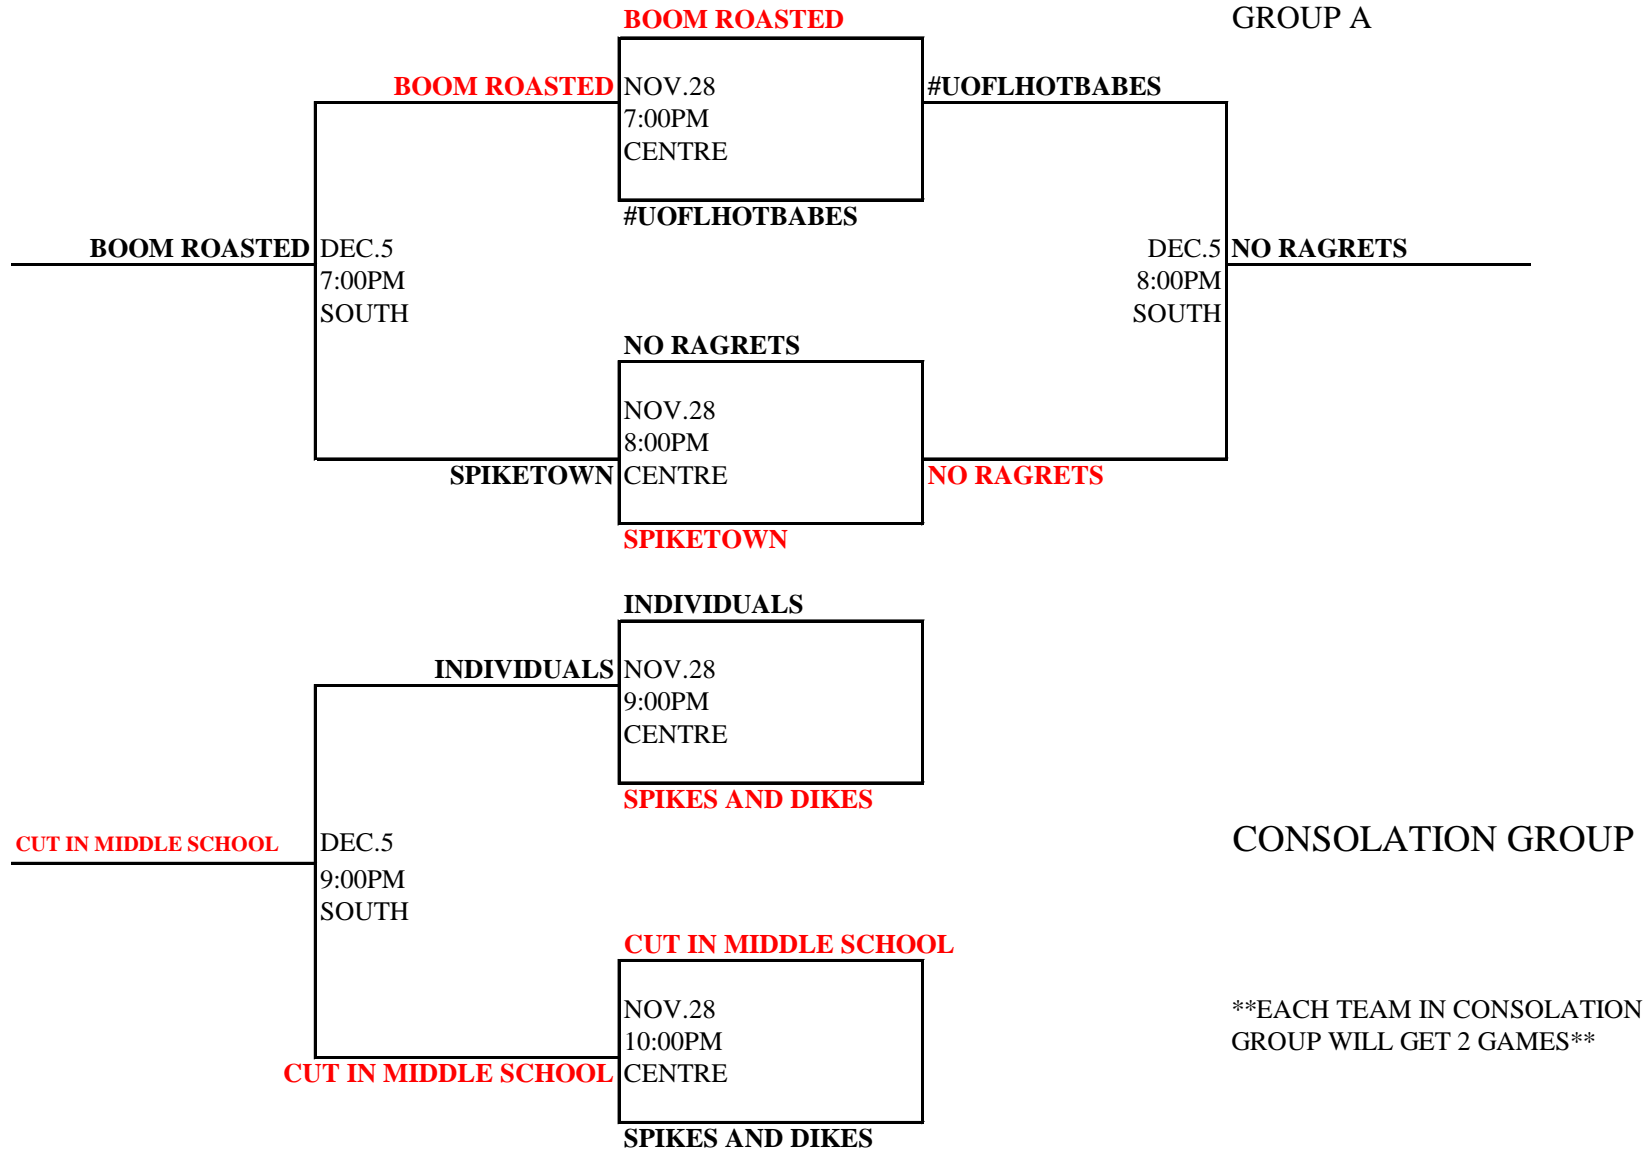 BOOM ROASTED
GROUP A
BOOM ROASTED
NOV.28
#UOFLHOTBABES
7:00PM
CENTRE
#UOFLHOTBABES
BOOM ROASTED
DEC.5
DEC.5
NO RAGRETS
7:00PM
8:00PM
SOUTH
SOUTH
NO RAGRETS
NOV.28
8:00PM
SPIKETOWN
CENTRE
NO RAGRETS
SPIKETOWN
INDIVIDUALS
INDIVIDUALS
NOV.28
9:00PM
CENTRE
SPIKES AND DIKES
CUT IN MIDDLE SCHOOL
DEC.5
CONSOLATION GROUP
9:00PM
SOUTH
CUT IN MIDDLE SCHOOL
NOV.28
**EACH TEAM IN CONSOLATION
10:00PM
GROUP WILL GET 2 GAMES**
CUT IN MIDDLE SCHOOL
CENTRE
SPIKES AND DIKES